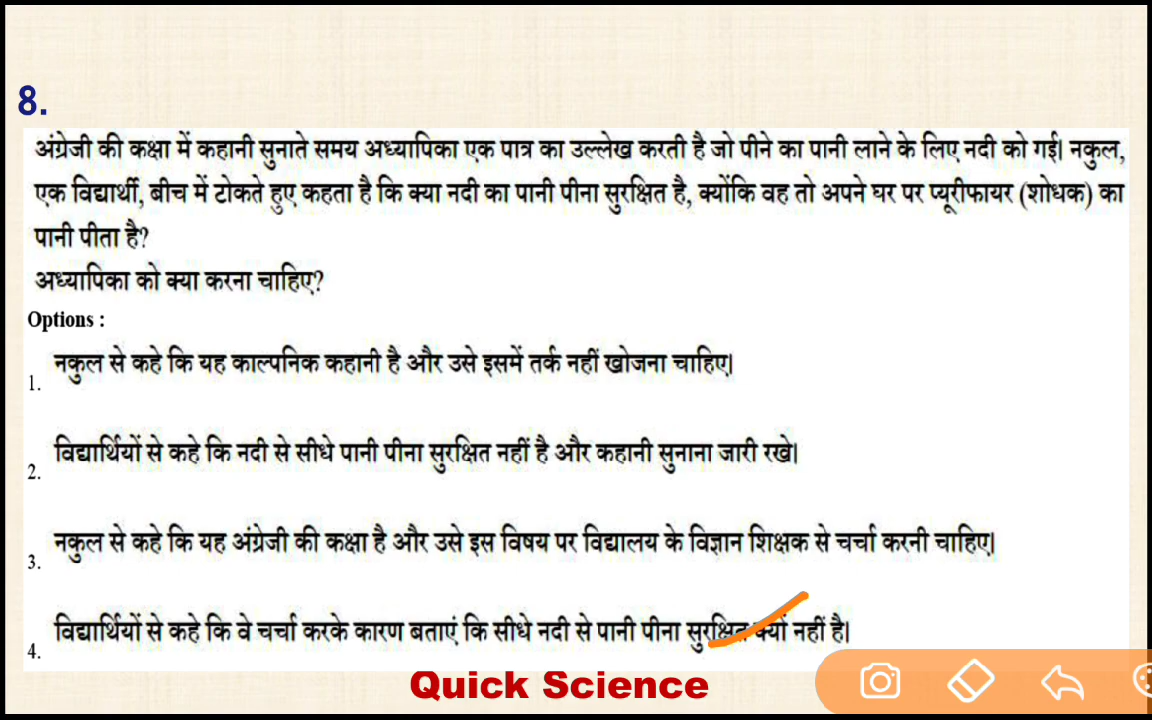 8.
अंग्रेजी की कक्षा में कहानी सुनाते समय अध्यापिका एक पात्र का उल्लेख करती है जो पीने का पानी लाने के लिए नदी को गई| नकुल,
एक विद्यार्थी, बीच में टोकते हुए कहता है कि क्या नदी का पानी पीना सुरक्षित है, क्योंकि वह तो अपने घर पर प्यूरीफायर (शोधक) का
पानी पीता है?
अध्यापिका को क्या करना चाहिए?
Options :
1. नकुल से कहे कि यह काल्पनिक कहानी है और उसे इसमें तर्क नहीं खोजना चाहिए|
2. विद्यार्थियों से कहे कि नदी से सीधे पानी पीना सुरक्षित नहीं है और कहानी सुनाना जारी रखे|
3. नकुल से कहे कि यह अंग्रेजी की कक्षा है और उसे इस विषय पर विद्यालय के विज्ञान शिक्षक से चर्चा करनी चाहिए|
4. विद्यार्थियों से कहे कि वे चर्चा करके कारण बताएं कि सीधे नदी से पानी पीना सुरक्षित क्यों नहीं है|
Quick Science